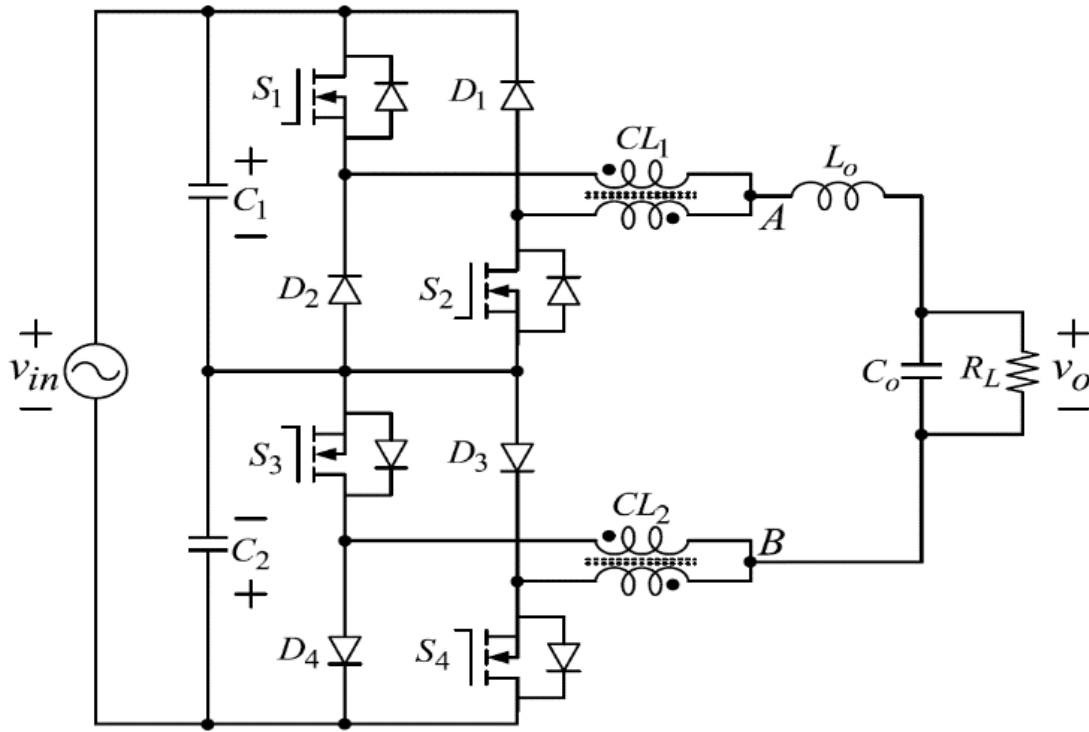 S1
D1
CL1
+
C1
−
A
Lo
D2
S2
+
vin
−
Co
RL
+
vo
−
S3
D3
CL2
B
−
C2
+
D4
S4